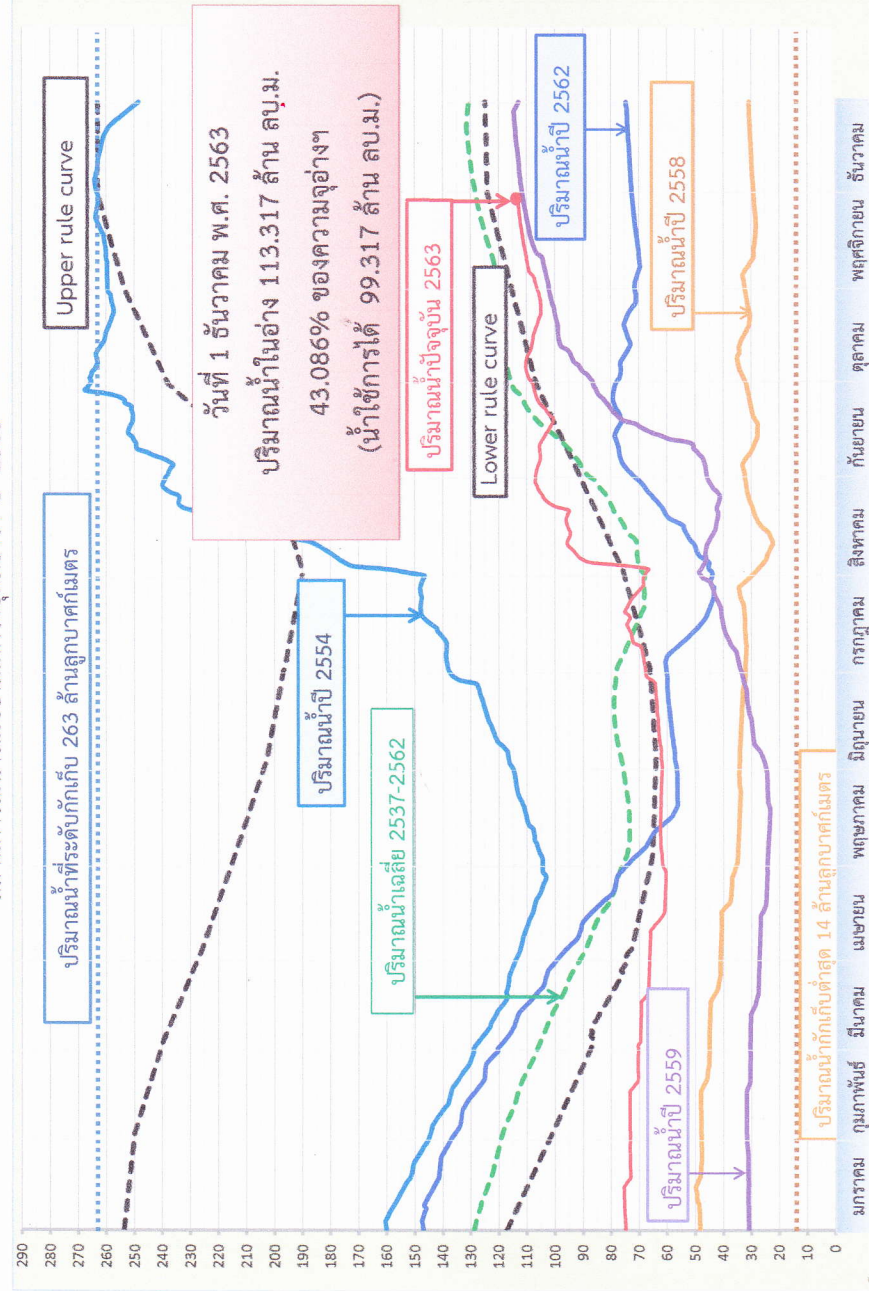 290
280
270
260
250
240
230
220
210
200
190
180
170
160
150
140
130
120
110
100
90
80
70
60
50
40
30
20
10
0
ปริมาณน้ำที่ระดับกักเก็บ 263 ล้านลูกบาศก์เมตร
Upper rule curve
วันที่ 1 ธันวาคม พ.ศ. 2563
ปริมาณน้ำในอ่าง 113.317 ล้าน ลบ.ม.
43.086% ของความจุอ่างฯ
(น้ำใช้การได้ 99.317 ล้าน ลบ.ม.)
ปริมาณน้ำปี 2554
ปริมาณน้ำเฉลี่ย 2537-2562
ปริมาณน้ำปัจจุบัน 2563
Lower rule curve
ปริมาณน้ำปี 2562
ปริมาณน้ำปี 2559
ปริมาณน้ำปี 2558
ปริมาณน้ำกักเก็บต่ำสุด 14 ล้านลูกบาศก์เมตร
มกราคม กุมภาพันธ์ มีนาคม เมษายน พฤษภาคม มิถุนายน กรกฎาคม สิงหาคม กันยายน ตุลาคม พฤศจิกายน ธันวาคม